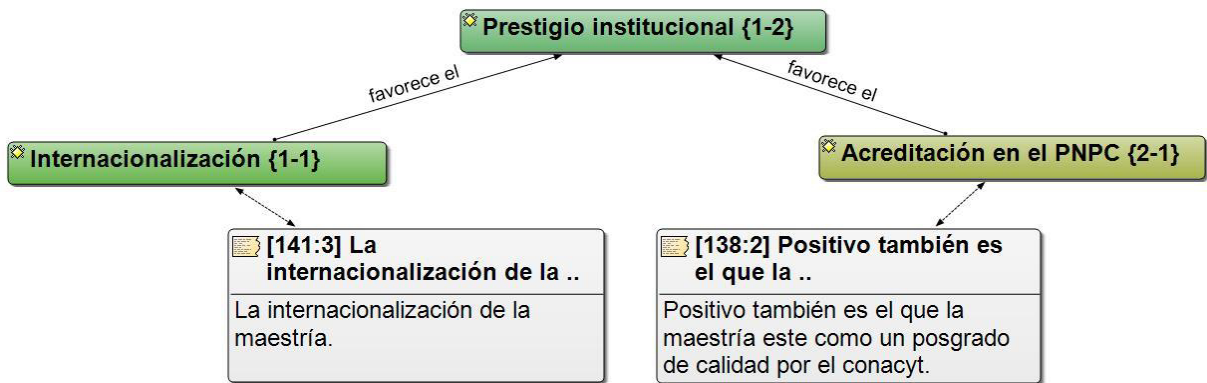 Prestigio institucional {1-2}
favorece el
favorece el
Internacionalización {1-1}
Acreditación en el PNPC {2-1}
[141:3] La
internacionalización de la ..
La internacionalización de la
maestría.
[138:2] Positivo también es
el que la ..
Positivo también es el que la
maestría este como un posgrado
de calidad por el conacyt.